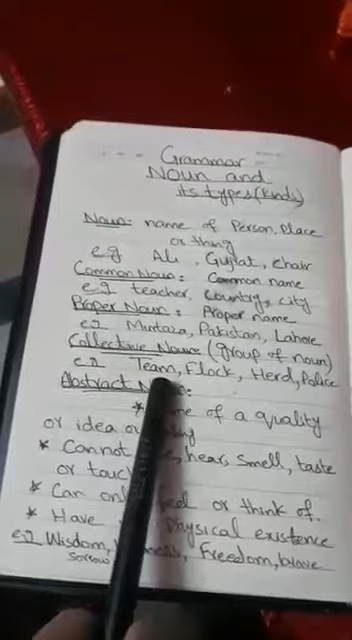 Grammar
Noun and
its types(kinds)
Noun: name of Person, Place
or thing
e.g Ali, Gujrat, Chair
Common Noun: Common name
e.g teacher, Country, city
Proper Noun: Proper name
e.g Mumtaza, Pakistan, Lahore
Collective Noun: (group of noun)
e.g Team, Flock, Herd, Police
Abstract
* of a quality
or idea or
* Cannot hear, smell, taste
or touch
* Can only feel or think of.
* Have Physical existence
e.g Wisdom, Freedom, brave
sorrow